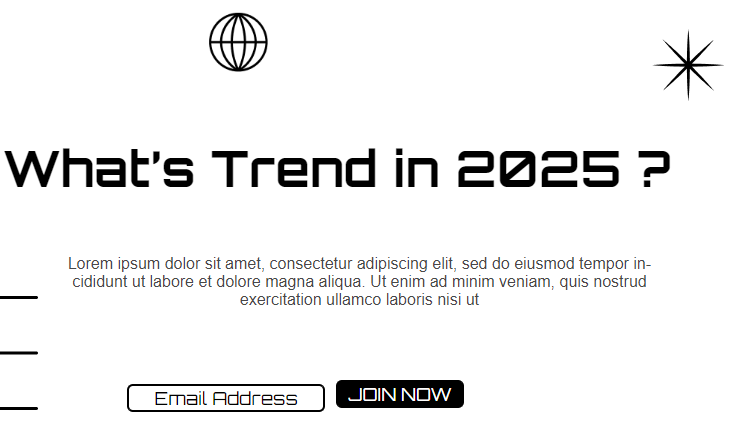 What's Trend in 2025 ?
Lorem ipsum dolor sit amet, consectetur adipiscing elit, sed do eiusmod tempor in-
cididunt ut labore et dolore magna aliqua. Ut enim ad minim veniam, quis nostrud
exercitation ullamco laboris nisi ut
Email Address
JOIN NOW